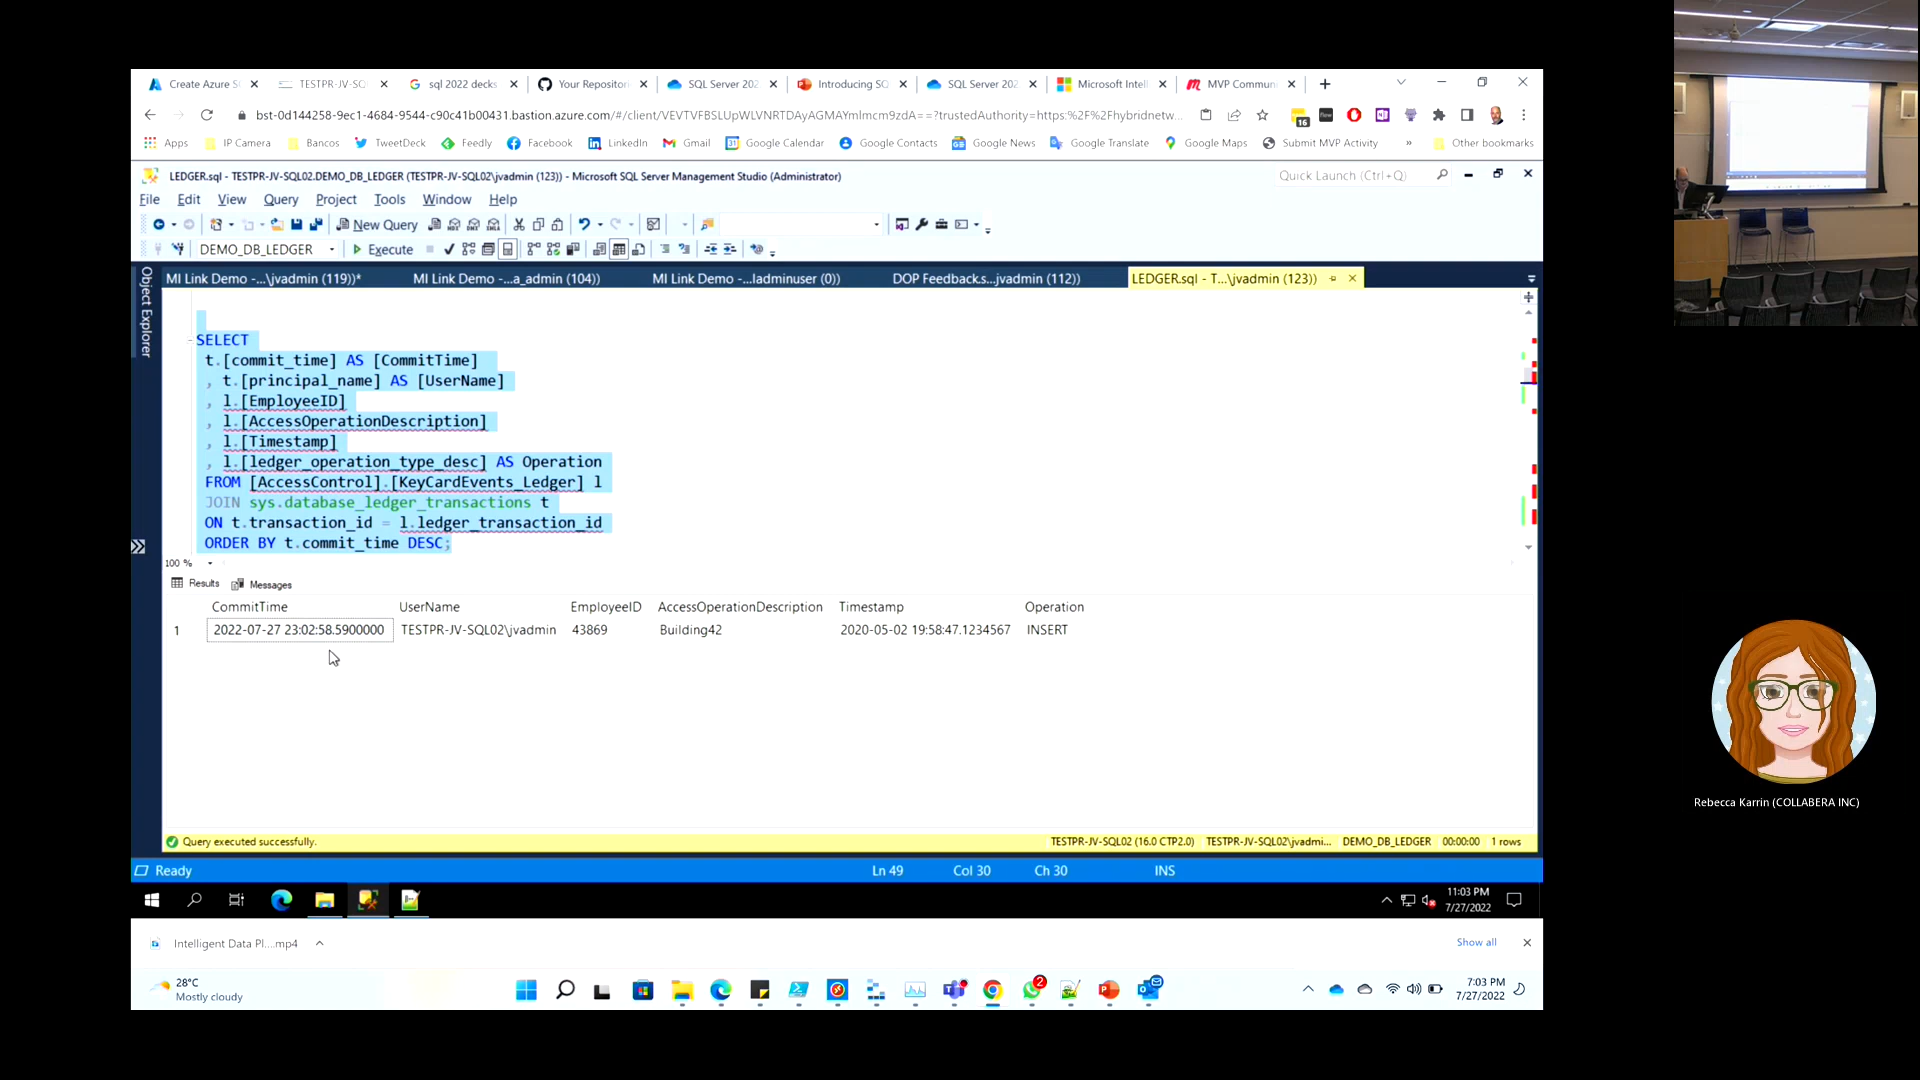 Create Azure S
TESTPR-JV-SQ
sql 2022 decks
Your Repositori
SQL Server 202
Introducing SQ
SQL Server 202
Microsoft Intell
MVP Commun
bst-0d144258-9ec1-4684-9544-c90c41b00431.bastion.azure.com/#/client/VEVTVFBSLUpWLVNRTDAyAGMAYmlmcm9zdA==?trustedAuthority=https:%2F%2Fhybridnetw...
16
Apps
IP Camera
Bancos
TweetDeck
Feedly
Facebook
LinkedIn
Gmail
Google Calendar
Google Contacts
Google News
Google Translate
Google Maps
Submit MVP Activity
»
Other bookmarks
LEDGER.sql - TESTPR-JV-SQL02.DEMO_DB_LEDGER (TESTPR-JV-SQL02\jvadmin (123)) - Microsoft SQL Server Management Studio (Administrator)
Quick Launch (Ctrl+Q)
File Edit View Query Project Tools Window Help
New Query
DEMO_DB_LEDGER
Execute
Object Explorer
MI Link Demo -...\jvadmin (119))*
MI Link Demo -...a_admin (104))
MI Link Demo -...ladminuser (0))
DOP Feedback.s...jvadmin (112))
LEDGER.sql - T...\jvadmin (123))
SELECT
t.[commit_time] AS [CommitTime]
, t.[principal_name] AS [UserName]
, l.[EmployeeID]
, l.[AccessOperationDescription]
, l.[Timestamp]
, l.[ledger_operation_type_desc] AS Operation
FROM [AccessControl].[KeyCardEvents_Ledger] l
JOIN sys.database_ledger_transactions t
ON t.transaction_id = l.ledger_transaction_id
ORDER BY t.commit_time DESC;
100 %
Results
Messages
CommitTime UserName EmployeeID AccessOperationDescription Timestamp Operation
1 2022-07-27 23:02:58.5900000 TESTPR-JV-SQL02\jvadmin 43869 Building42 2020-05-02 19:58:47.1234567 INSERT
Query executed successfully.
TESTPR-JV-SQL02 (16.0 CTP2.0)
TESTPR-JV-SQL02\jvadmi...
DEMO_DB_LEDGER
00:00:00
1 rows
Ready
Ln 49
Col 30
Ch 30
INS
11:03 PM
7/27/2022
Intelligent Data Pl....mp4
Show all
28°C
Mostly cloudy
2
7:03 PM
7/27/2022
Rebecca Karrin (COLLABERA INC)